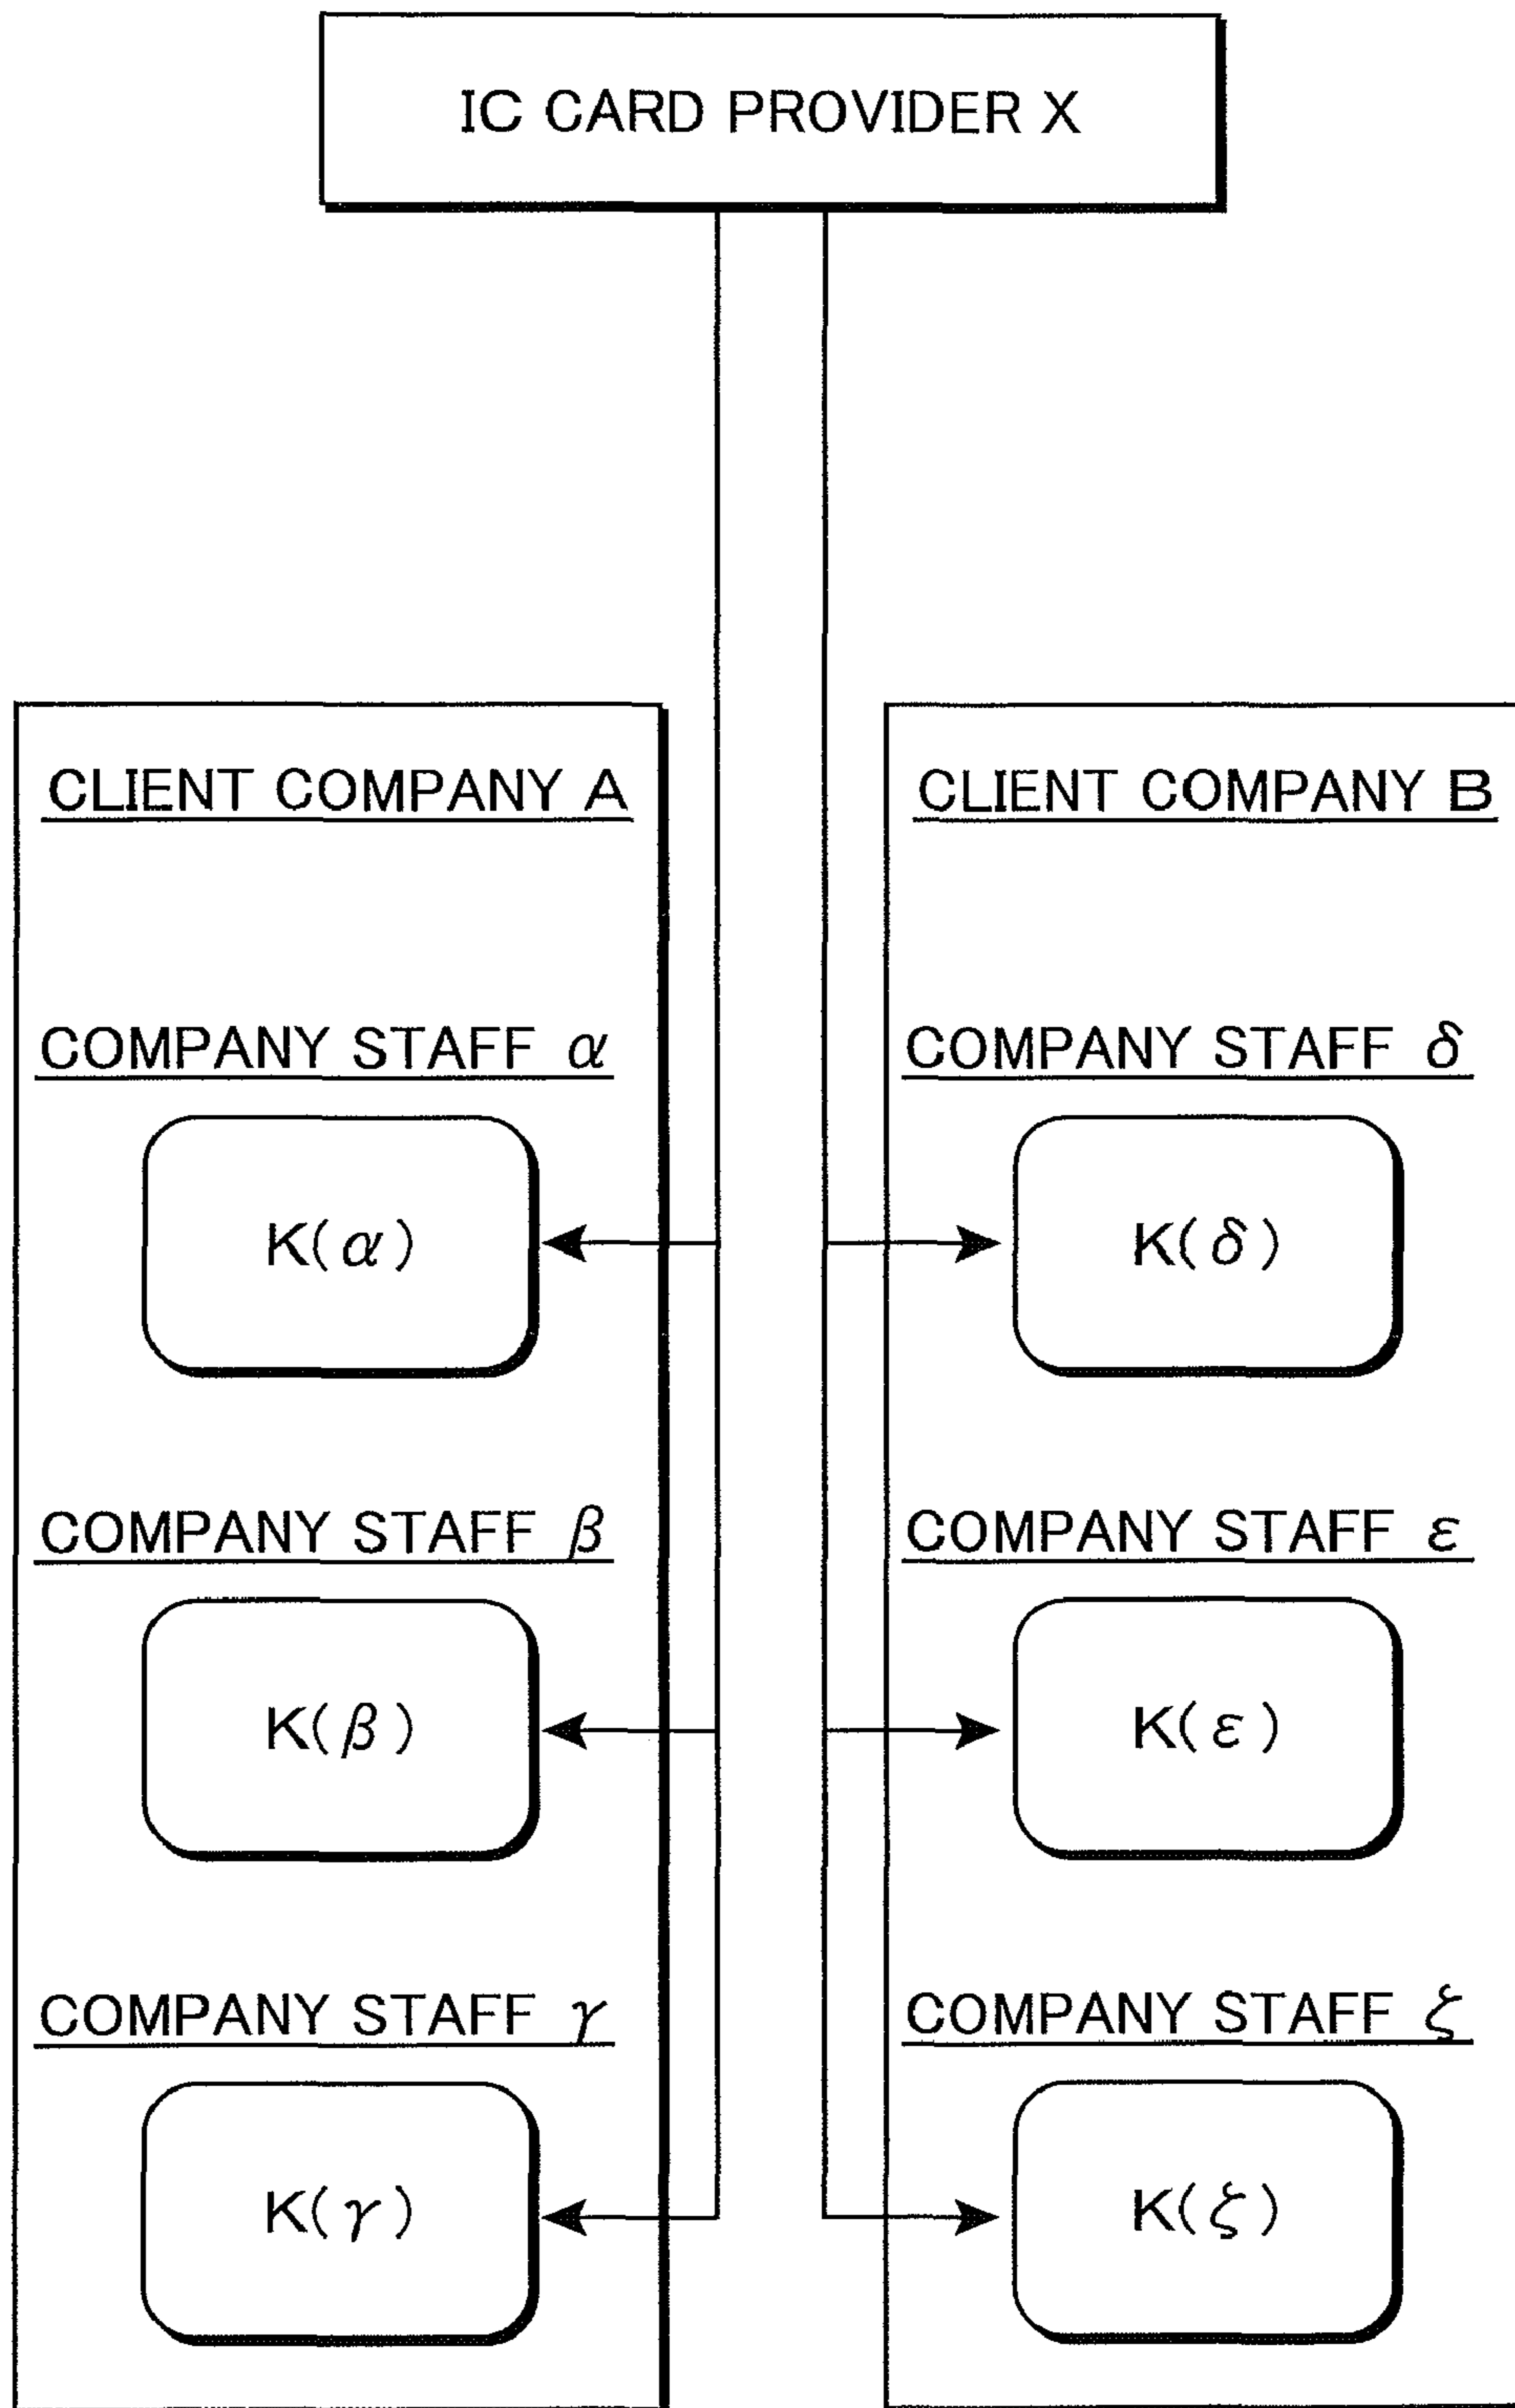 IC CARD PROVIDER X
CLIENT COMPANY A
COMPANY STAFF α
K(α)
COMPANY STAFF β
K(β)
COMPANY STAFF γ
K(γ)
CLIENT COMPANY B
COMPANY STAFF δ
K(δ)
COMPANY STAFF ε
K(ε)
COMPANY STAFF ζ
K(ζ)